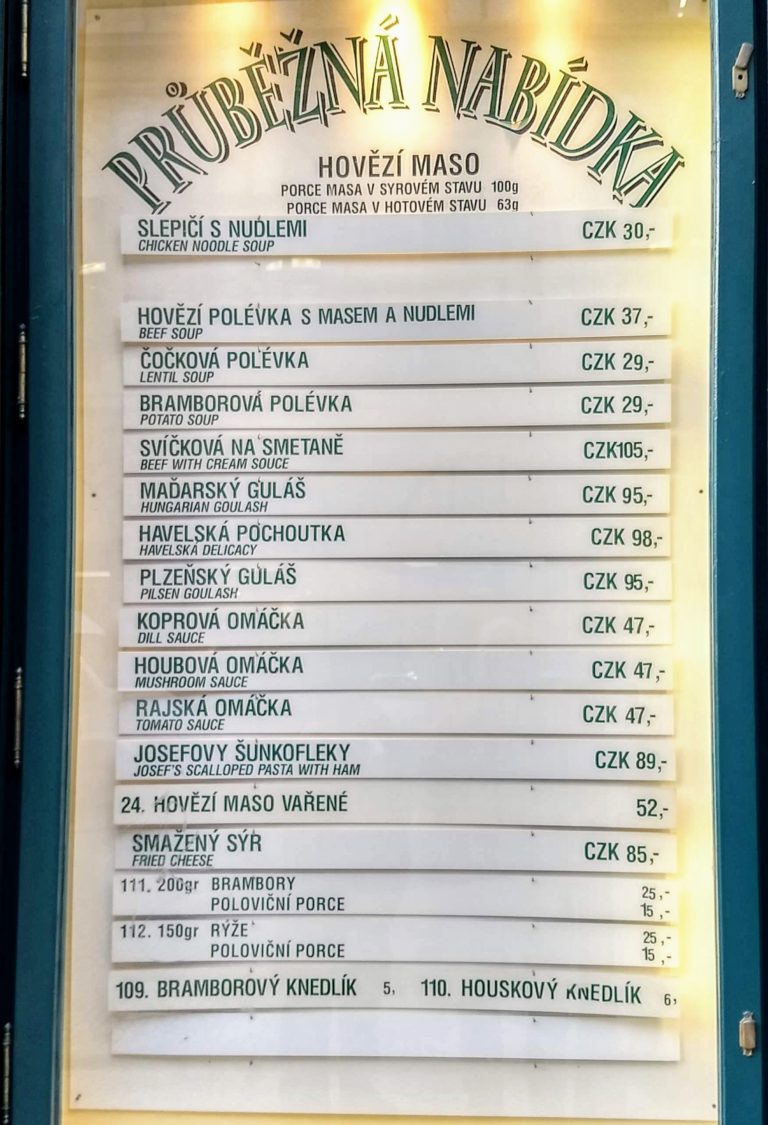 PRŮBĚŽNÁ NABÍDKA
HOVĚZÍ MASO
PORCE MASA V SYROVÉM STAVU 100g
PORCE MASA V HOTOVÉM STAVU 63g
SLEPIČÍ S NUDLEMI CZK 30,-
CHICKEN NOODLE SOUP
HOVĚZÍ POLÉVKA S MASEM A NUDLEMI CZK 37,-
BEEF SOUP
ČOČKOVÁ POLÉVKA CZK 29,-
LENTIL SOUP
BRAMBOROVÁ POLÉVKA CZK 29,-
POTATO SOUP
SVÍČKOVÁ NA SMETANĚ CZK105,-
BEEF WITH CREAM SOUCE
MAĎARSKÝ GULÁŠ CZK 95,-
HUNGARIAN GOULASH
HAVELSKÁ POCHOUTKA CZK 98,-
HAVELSKA DELICACY
PLZEŇSKÝ GULÁŠ CZK 95,-
PILSEN GOULASH
KOPROVÁ OMÁČKA CZK 47,-
DILL SAUCE
HOUBOVÁ OMÁČKA CZK 47,-
MUSHROOM SAUCE
RAJSKÁ OMÁČKA CZK 47,-
TOMATO SAUCE
JOSEFOVY ŠUNKOFLEKY CZK 89,-
JOSEF'S SCALLOPED PASTA WITH HAM
24. HOVĚZÍ MASO VAŘENÉ 52,-
SMAŽENÝ SÝR CZK 85,-
FRIED CHEESE
111. 200gr BRAMBORY 25,-
POLOVIČNÍ PORCE 15,-
112. 150gr RÝŽE 25,-
POLOVIČNÍ PORCE 15,-
109. BRAMBOROVÝ KNEDLÍK 5, 110. HOUSKOVÝ KNEDLÍK 6,